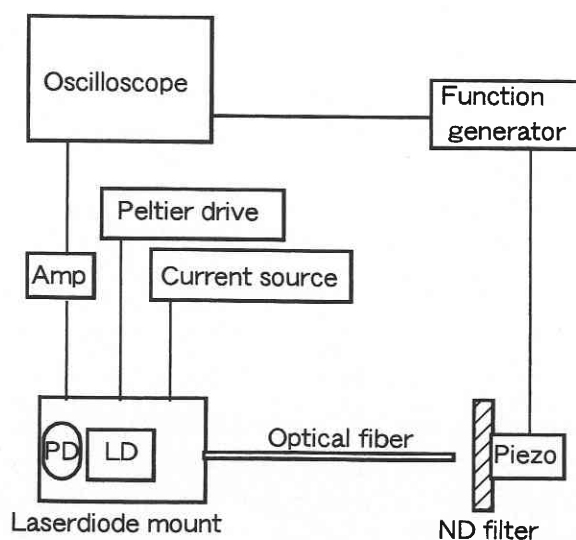 Oscilloscope
Function
generator
Peltier drive
Amp
Current source
PD
LD
Optical fiber
Piezo
Laserdiode mount
ND filter